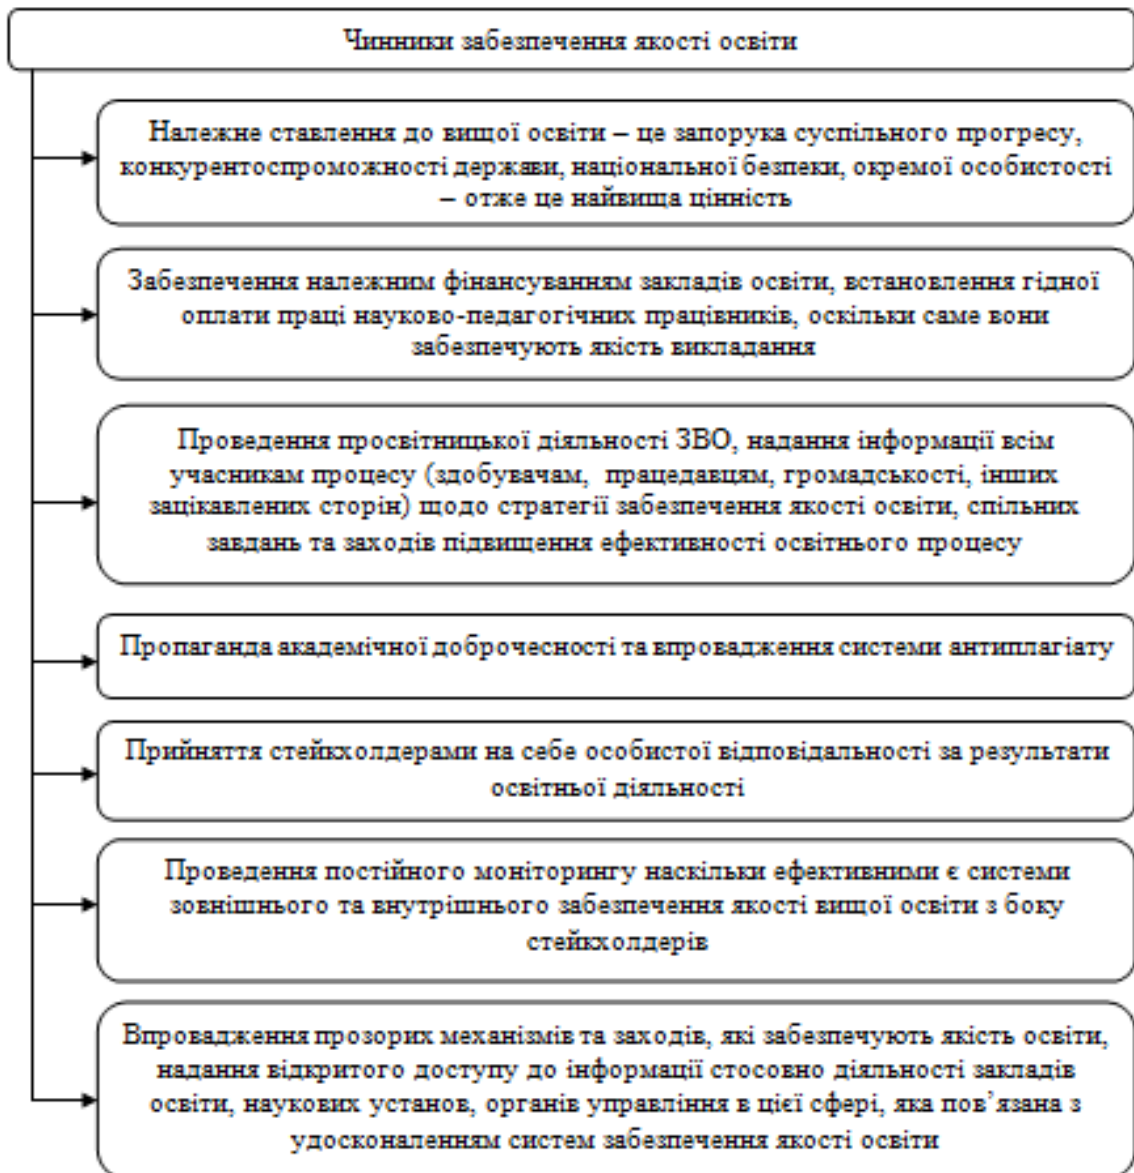 Чинники забезпечення якості освіти
Належне ставлення до вищої освіти – це запорука суспільного прогресу,
конкурентоспроможності держави, національної безпеки, окремої особистості
– отже це найвища цінність
Забезпечення належним фінансуванням закладів освіти, встановлення гідної
оплати праці науково-педагогічних працівників, оскільки саме вони
забезпечують якість викладання
Проведення просвітницької діяльності ЗВО, надання інформації всім
учасникам процесу (здобувачам, працедавцям, громадськості, інших
зацікавлених сторін) щодо стратегії забезпечення якості освіти, спільних
завдань та заходів підвищення ефективності освітнього процесу
Пропаганда академічної доброчесності та впровадження системи антиплагіату
Прийняття стейкхолдерами на себе особистої відповідальності за результати
освітньої діяльності
Проведення постійного моніторингу наскільки ефективними є системи
зовнішнього та внутрішнього забезпечення якості вищої освіти з боку
стейкхолдерів
Впровадження прозорих механізмів та заходів, які забезпечують якість освіти,
надання відкритого доступу до інформації стосовно діяльності закладів
освіти, наукових установ, органів управління в цієї сфері, яка пов’язана з
удосконаленням систем забезпечення якості освіти